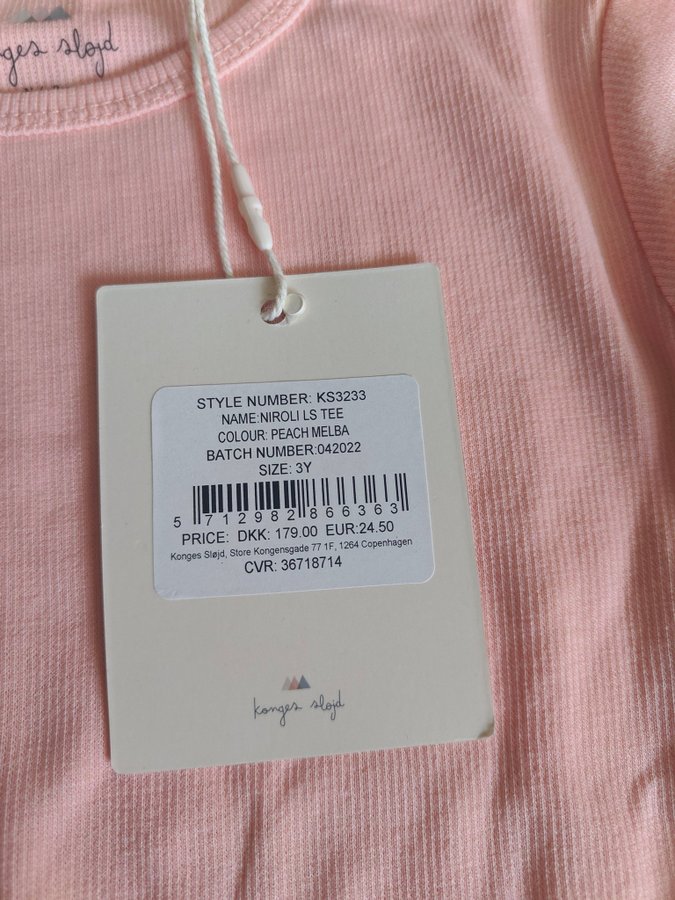 nges sløjd
STYLE NUMBER: KS3233
NAME:NIROLI LS TEE
COLOUR: PEACH MELBA
BATCH NUMBER:042022
SIZE: 3Y
5 712982 866363
PRICE: DKK: 179.00 EUR:24.50
Konges Sløjd, Store Kongensgade 77 1F, 1264 Copenhagen
CVR: 36718714
konges sløjd